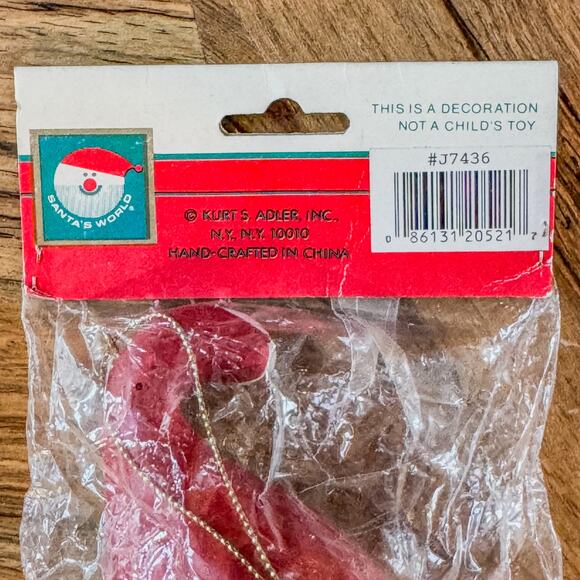 THIS IS A DECORATION
NOT A CHILD'S TOY
#J7436
0 86131 20521 7
SANTA'S WORLD®
© KURT S. ADLER, INC.,
N.Y., N.Y. 10010
HAND-CRAFTED IN CHINA